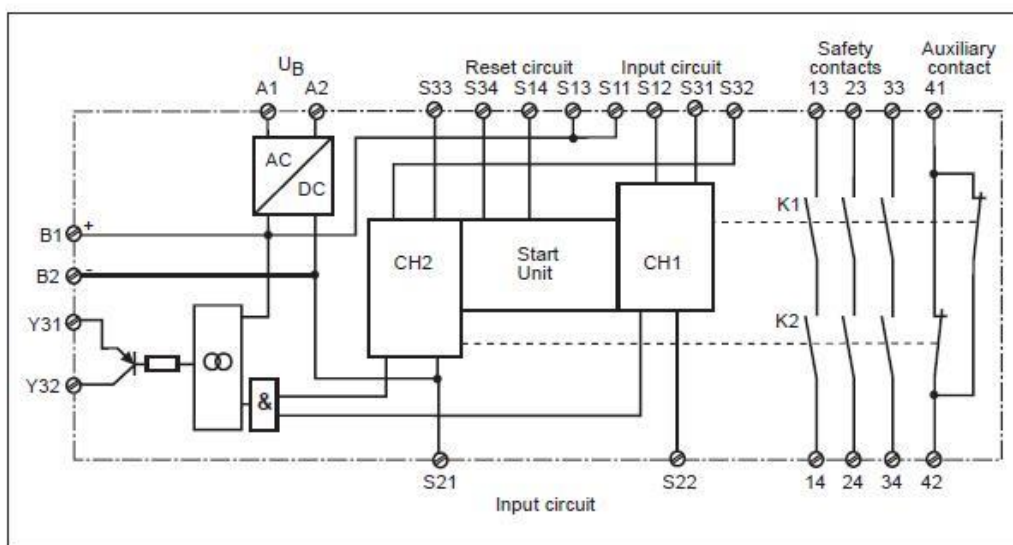 U_B Reset circuit Input circuit Safety contacts Auxiliary contact
A1 A2 S33 S34 S14 S13 S11 S12 S31 S32 13 23 33 41
AC
DC
K1
B1 +
B2 -
CH2 Start Unit CH1
K2
Y31
Y32
&
S21 S22 14 24 34 42
Input circuit